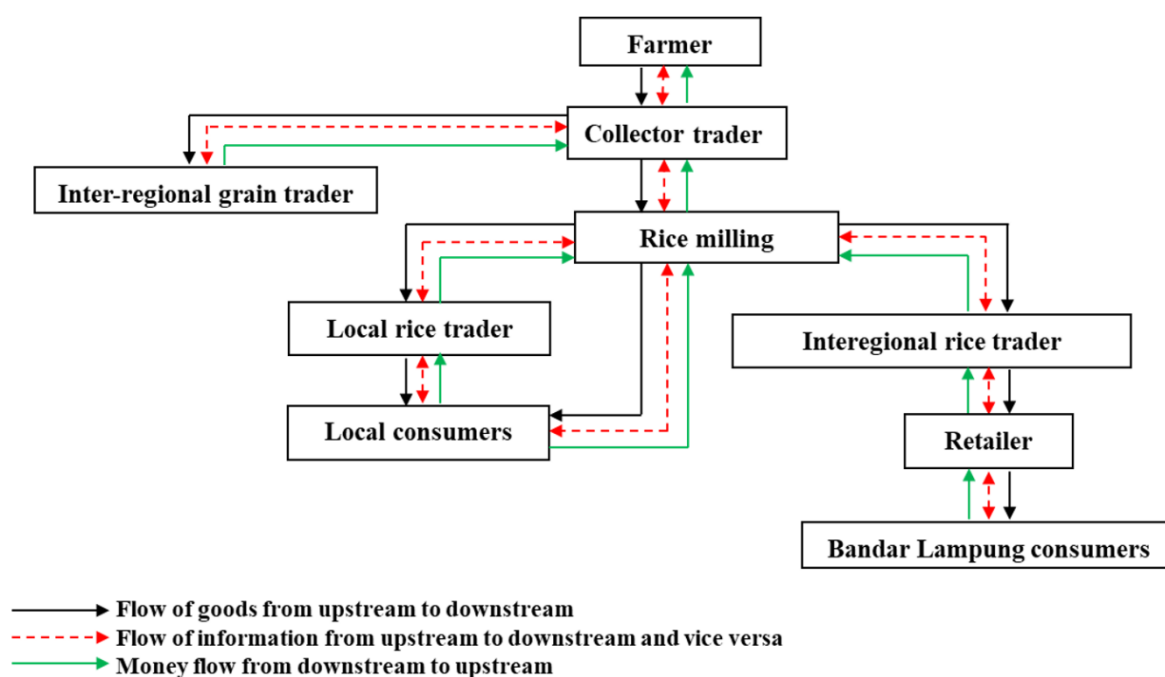 Farmer
Collector trader
Inter-regional grain trader
Rice milling
Local rice trader
Interegional rice trader
Local consumers
Retailer
Bandar Lampung consumers
Flow of goods from upstream to downstream
Flow of information from upstream to downstream and vice versa
Money flow from downstream to upstream